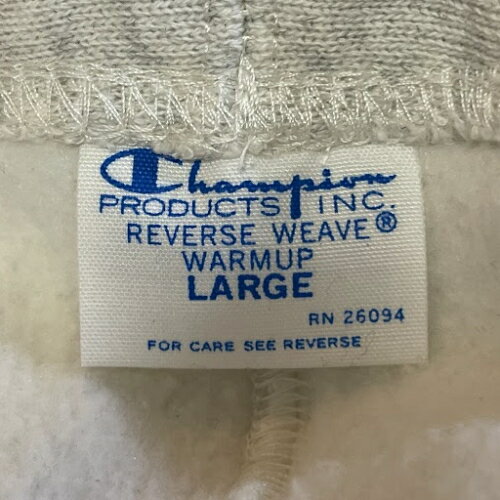 Champion
PRODUCTS INC.
REVERSE WEAVE®
WARMUP
LARGE
RN 26094
FOR CARE SEE REVERSE